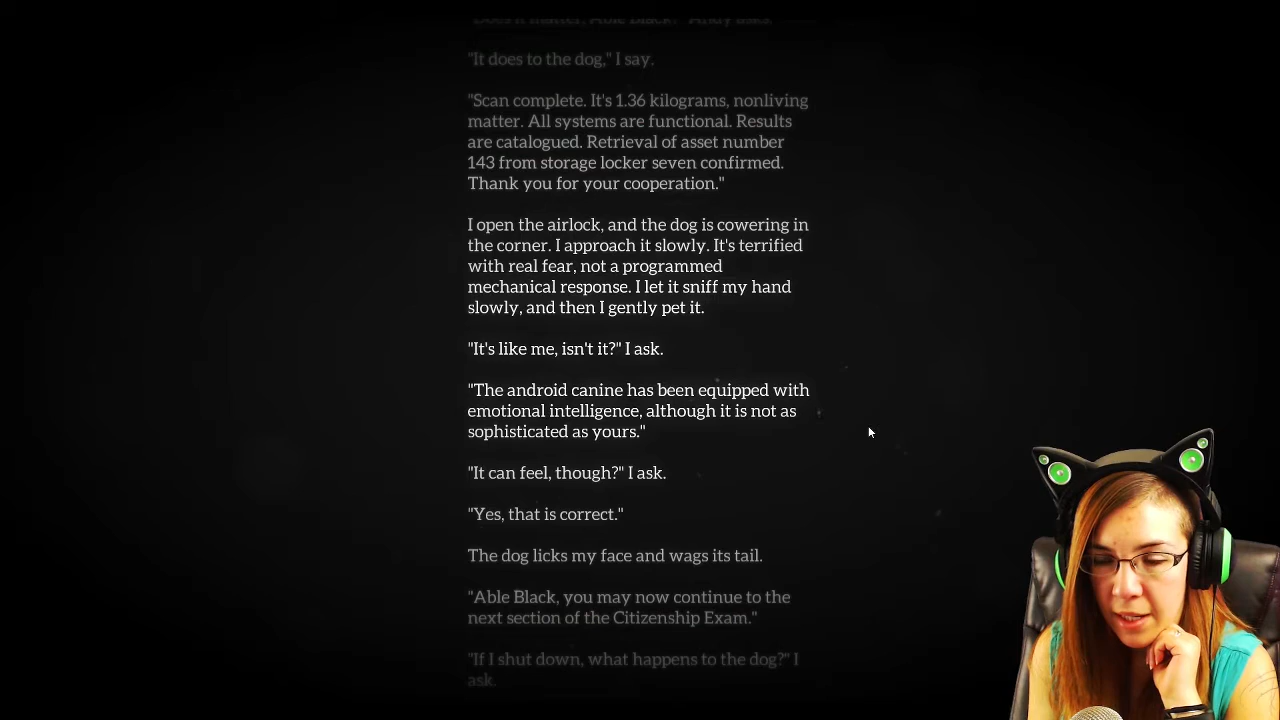 "Does it matter, Able Black?" Andy asks.
"It does to the dog," I say.
"Scan complete. It's 1.36 kilograms, nonliving
matter. All systems are functional. Results
are catalogued. Retrieval of asset number
143 from storage locker seven confirmed.
Thank you for your cooperation."
I open the airlock, and the dog is cowering in
the corner. I approach it slowly. It's terrified
with real fear, not a programmed
mechanical response. I let it sniff my hand
slowly, and then I gently pet it.
"It's like me, isn't it?" I ask.
"The android canine has been equipped with
emotional intelligence, although it is not as
sophisticated as yours."
"It can feel, though?" I ask.
"Yes, that is correct."
The dog licks my face and wags its tail.
"Able Black, you may now continue to the
next section of the Citizenship Exam."
"If I shut down, what happens to the dog?" I
ask.